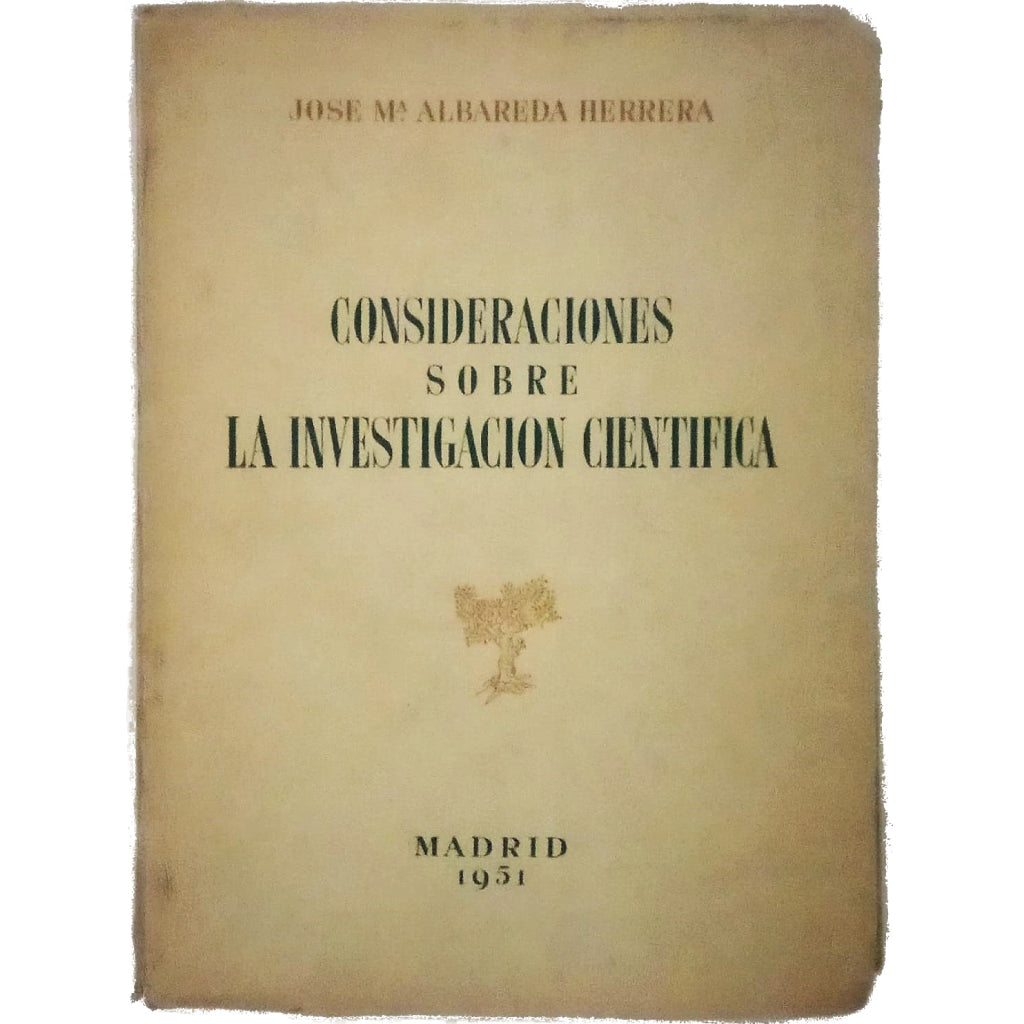 JOSE Mª ALBAREDA HERRERA
CONSIDERACIONES
SOBRE
LA INVESTIGACION CIENTIFICA
MADRID
1951